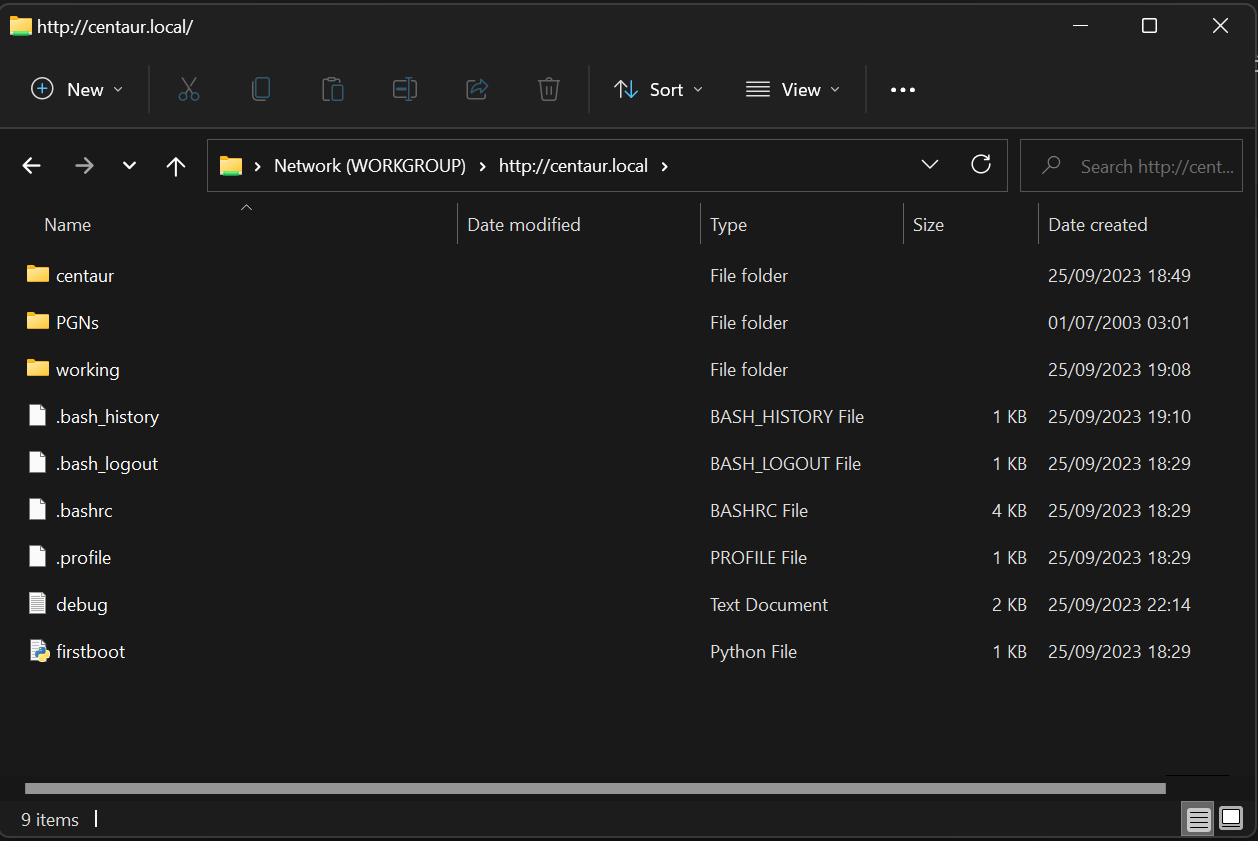 http://centaur.local/
New Sort View
Network (WORKGROUP) http://centaur.local Search http://cent...
Name Date modified Type Size Date created
centaur File folder 25/09/2023 18:49
PGNs File folder 01/07/2003 03:01
working File folder 25/09/2023 19:08
.bash_history BASH_HISTORY File 1 KB 25/09/2023 19:10
.bash_logout BASH_LOGOUT File 1 KB 25/09/2023 18:29
.bashrc BASHRC File 4 KB 25/09/2023 18:29
.profile PROFILE File 1 KB 25/09/2023 18:29
debug Text Document 2 KB 25/09/2023 22:14
firstboot Python File 1 KB 25/09/2023 18:29
9 items